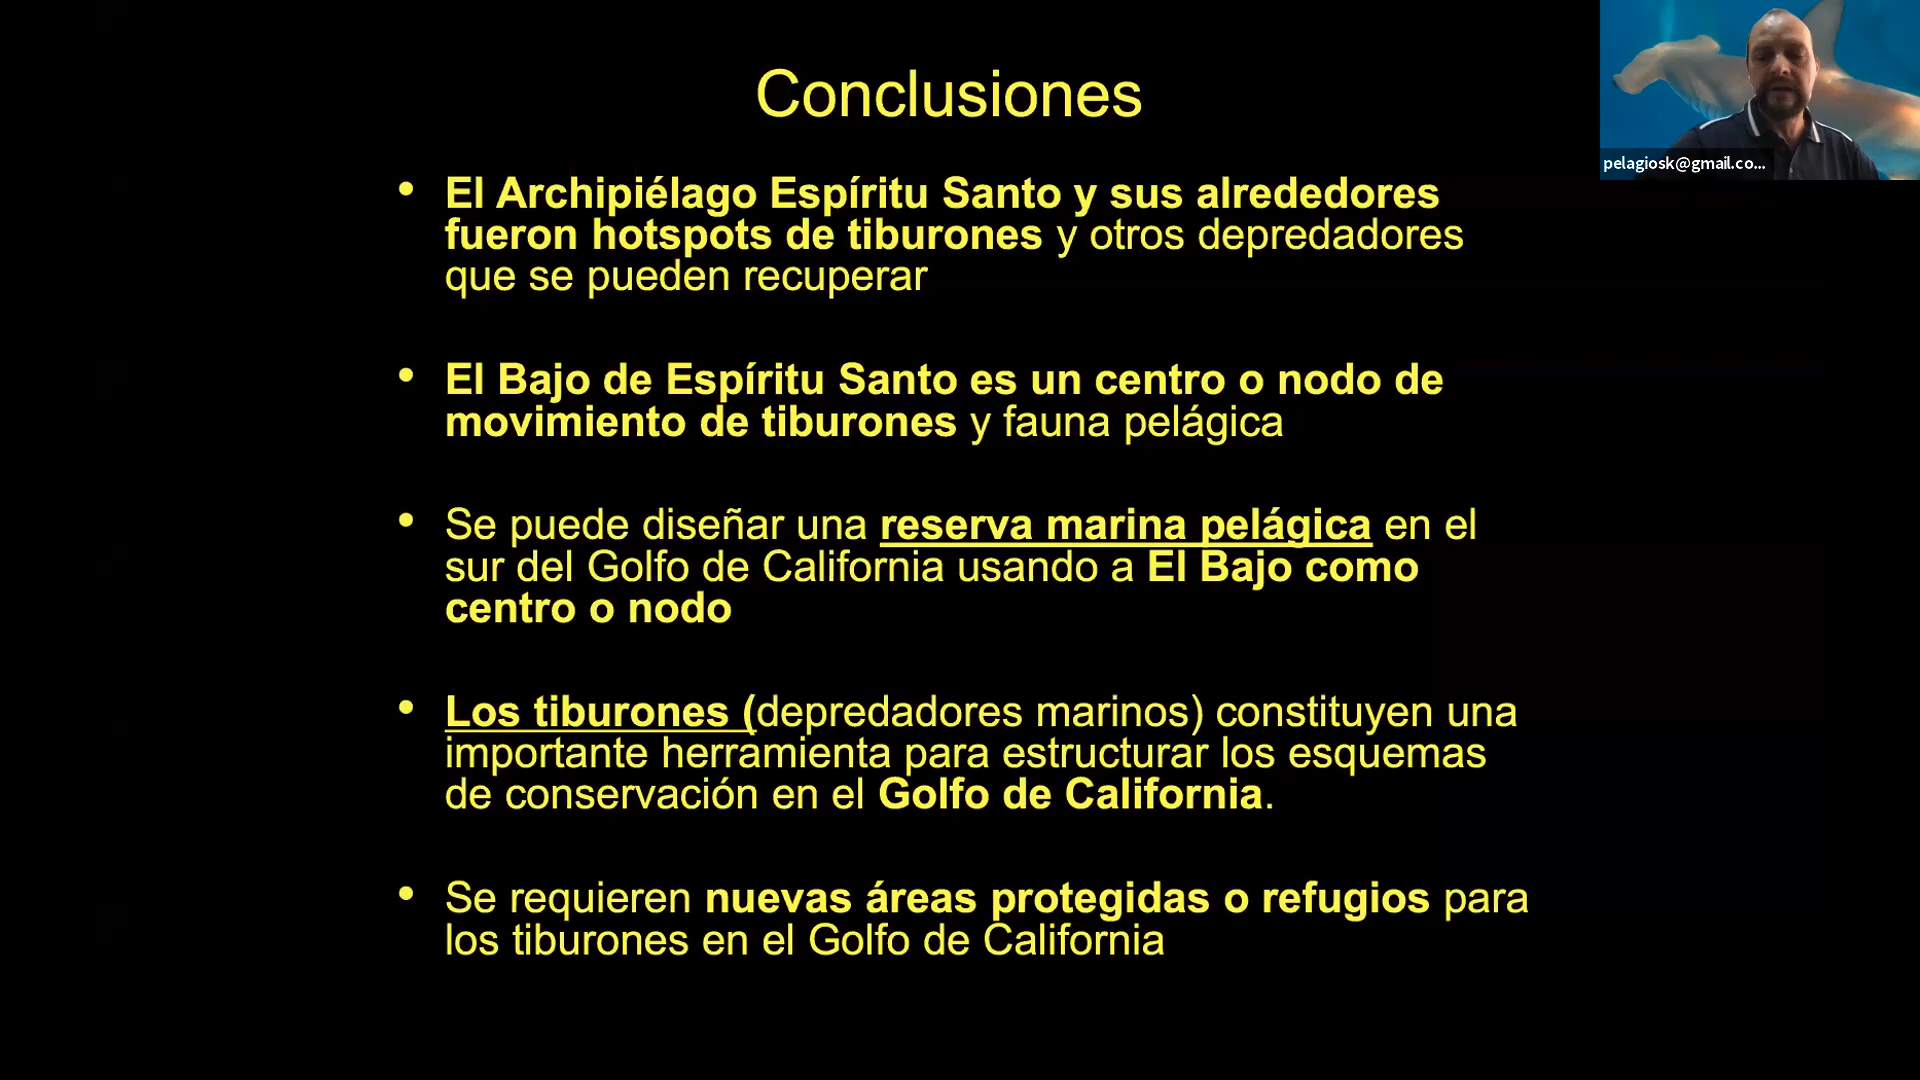 Conclusiones
pelagiosk@gmail.co...
• El Archipiélago Espíritu Santo y sus alrededores
fueron hotspots de tiburones y otros depredadores
que se pueden recuperar
• El Bajo de Espíritu Santo es un centro o nodo de
movimiento de tiburones y fauna pelágica
• Se puede diseñar una reserva marina pelágica en el
sur del Golfo de California usando a El Bajo como
centro o nodo
• Los tiburones (depredadores marinos) constituyen una
importante herramienta para estructurar los esquemas
de conservación en el Golfo de California.
• Se requieren nuevas áreas protegidas o refugios para
los tiburones en el Golfo de California